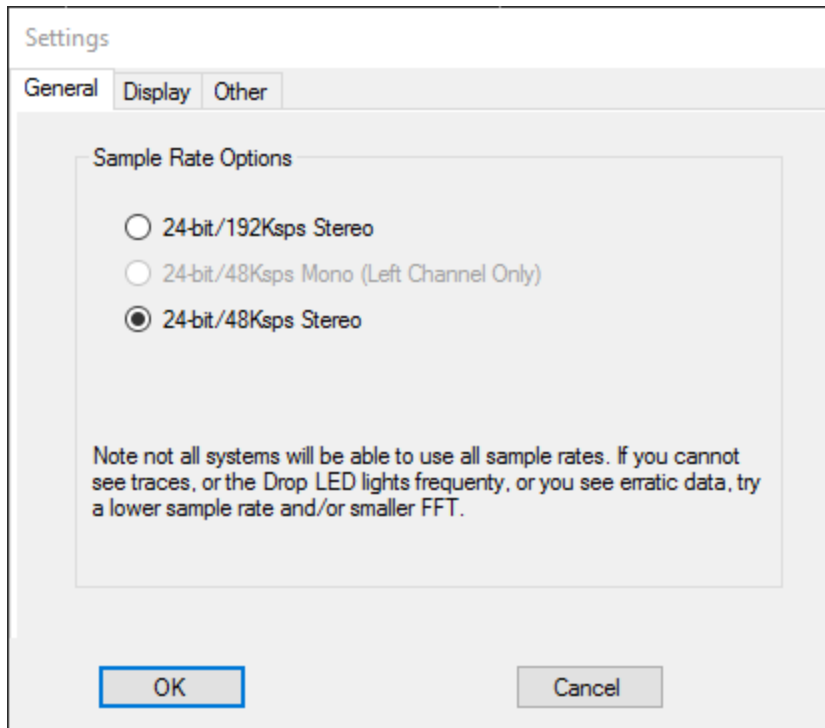 Settings
General
Display
Other
Sample Rate Options
24-bit/192Ksps Stereo
24-bit/48Ksps Mono (Left Channel Only)
24-bit/48Ksps Stereo
Note not all systems will be able to use all sample rates. If you cannot
see traces, or the Drop LED lights frequenty, or you see erratic data, try
a lower sample rate and/or smaller FFT.
OK
Cancel